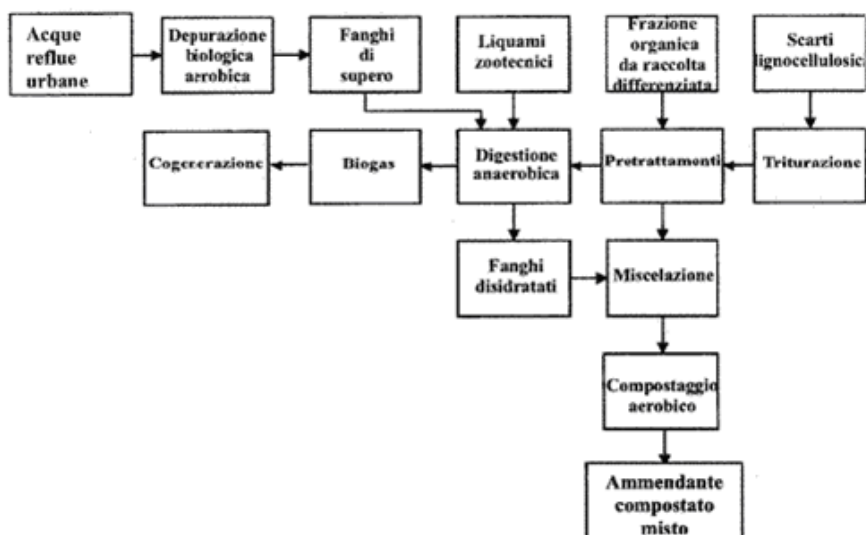 Acque
reflue
urbane
Depurazione
biologica
aerobica
Fanghi
di
supero
Liquami
zootecnici
Frazione
organica
da raccolta
differenziata
Scarti
lignocellulosici
Cogenerazione
Biogas
Digestione
anaerobica
Pretrattamenti
Triturazione
Fanghi
disidratati
Miscelazione
Compostaggio
aerobico
Ammendante
compostato
misto